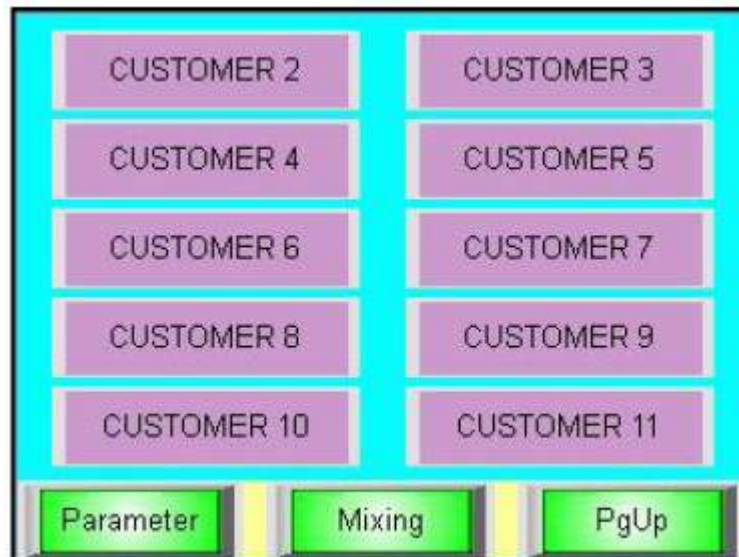 CUSTOMER 2 CUSTOMER 3
CUSTOMER 4 CUSTOMER 5
CUSTOMER 6 CUSTOMER 7
CUSTOMER 8 CUSTOMER 9
CUSTOMER 10 CUSTOMER 11
Parameter Mixing PgUp